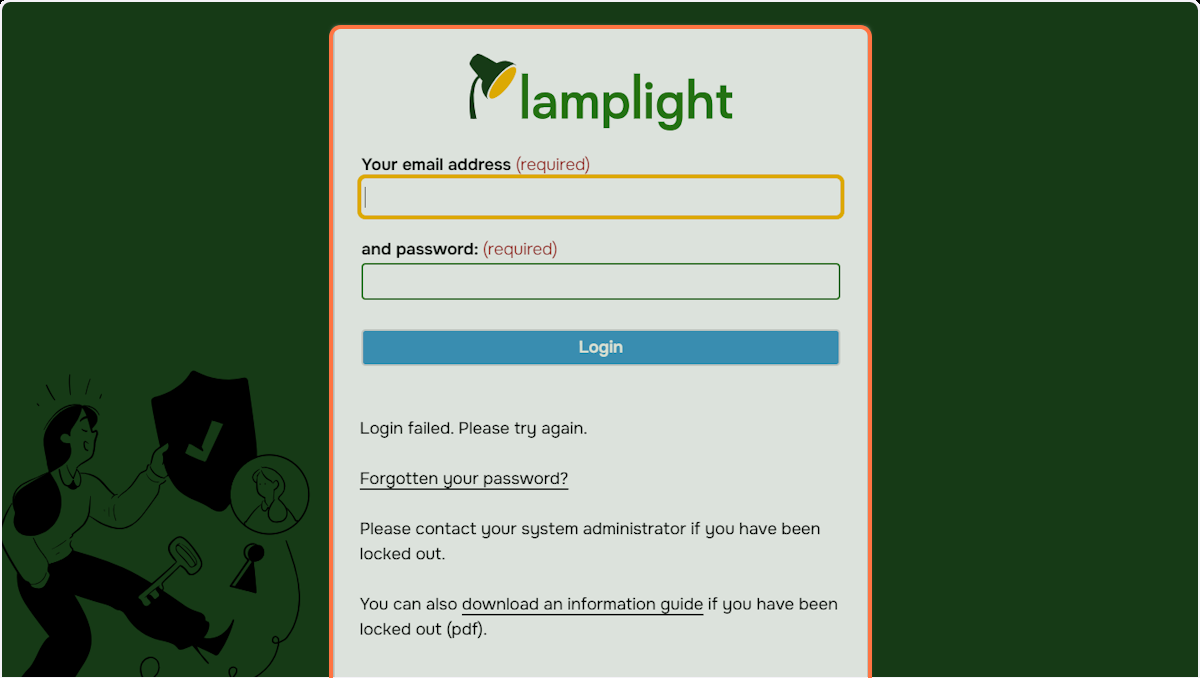 lamplight
Your email address (required)
and password: (required)
Login
Login failed. Please try again.
Forgotten your password?
Please contact your system administrator if you have been
locked out.
You can also download an information guide if you have been
locked out (pdf).